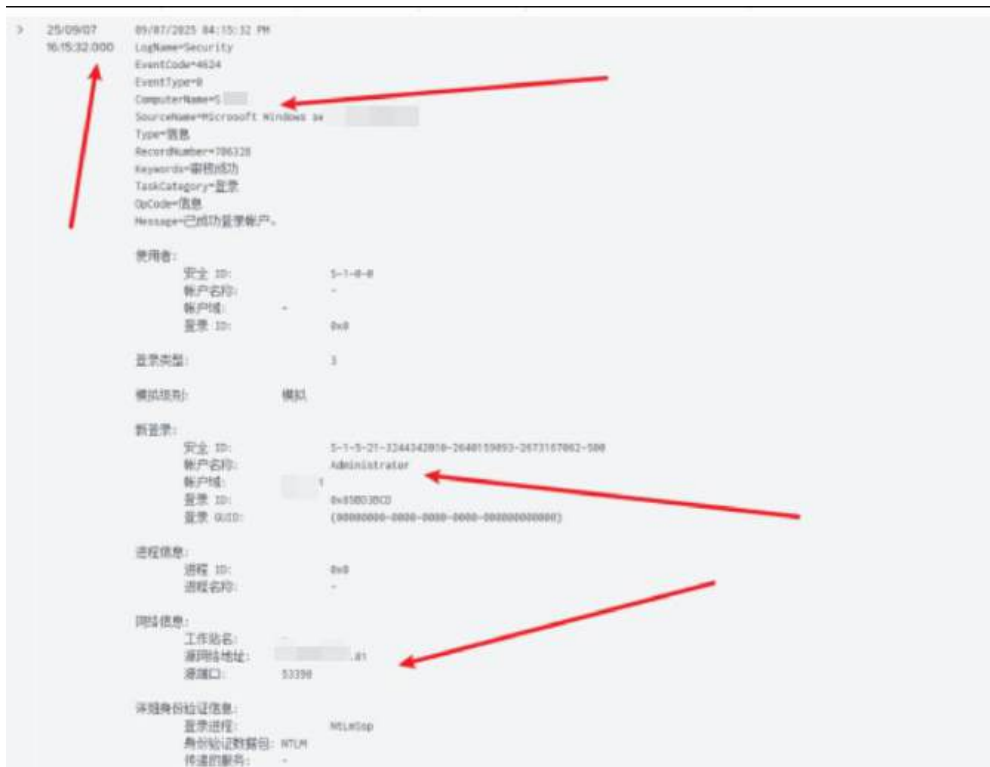 > 25/09/07 09/07/2025 04:15:32 PM
16:15:32.000 LogName=Security
EventCode=4624
EventType=0
ComputerName=S
SourceName=Microsoft Windows se
Type=信息
RecordNumber=706328
Keywords=审核成功
TaskCategory=登录
OpCode=信息
Message=已成功登录帐户。
使用者:
安全 ID: S-1-0-0
帐户名称: -
帐户域: -
登录 ID: 0x0
登录类型: 3
模拟级别: 模拟
新登录:
安全 ID: S-1-5-21-3244342010-2640159093-2673167062-500
帐户名称: Administrator
帐户域:
登录 ID: 0x85BD3BCD
登录 GUID: {00000000-0000-0000-0000-000000000000}
进程信息:
进程 ID: 0x0
进程名称: -
网络信息:
工作站名: -
源网络地址: .81
源端口: 53390
详细身份验证信息:
登录进程: NtLmSsp
身份验证数据包: NTLM
传递的服务: -